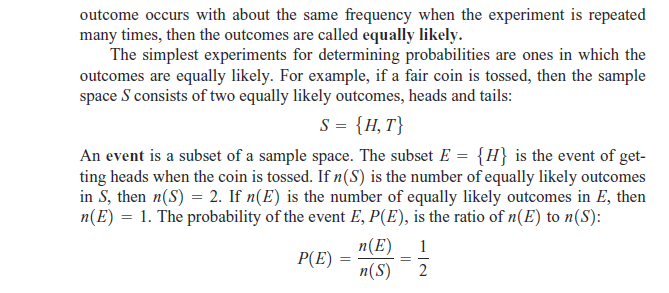 outcome occurs with about the same frequency when the experiment is repeated
many times, then the outcomes are called equally likely.
The simplest experiments for determining probabilities are ones in which the
outcomes are equally likely. For example, if a fair coin is tossed, then the sample
space S consists of two equally likely outcomes, heads and tails:
S = {H, T}
An event is a subset of a sample space. The subset E = {H} is the event of get-
ting heads when the coin is tossed. If n(S) is the number of equally likely outcomes
in S, then n(S) = 2. If n(E) is the number of equally likely outcomes in E, then
n(E) = 1. The probability of the event E, P(E), is the ratio of n(E) to n(S):
P(E) = n(E)/n(S) = 1/2